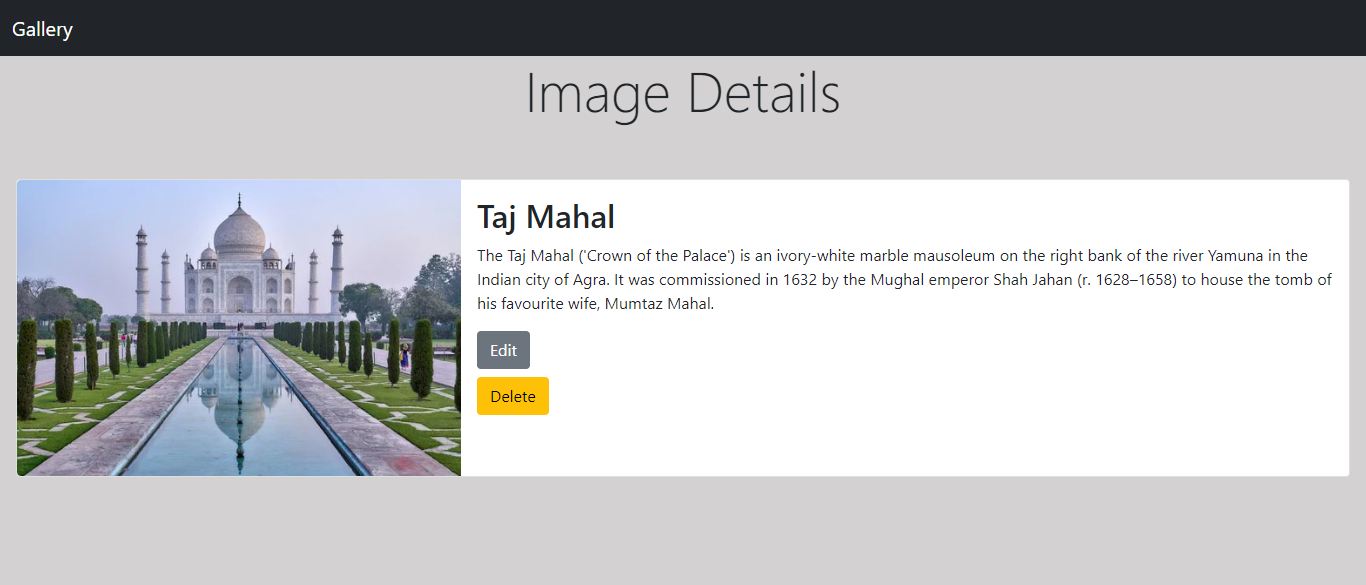 Gallery
Image Details
Taj Mahal
The Taj Mahal ('Crown of the Palace') is an ivory-white marble mausoleum on the right bank of the river Yamuna in the
Indian city of Agra. It was commissioned in 1632 by the Mughal emperor Shah Jahan (r. 1628–1658) to house the tomb of
his favourite wife, Mumtaz Mahal.
Edit
Delete